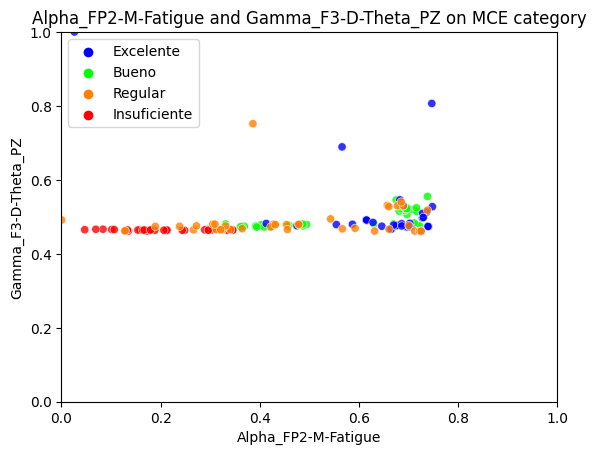 Alpha_FP2-M-Fatigue and Gamma_F3-D-Theta_PZ on MCE category
Excelente
Bueno
Regular
Insuficiente
Gamma_F3-D-Theta_PZ
1.0
0.8
0.6
0.4
0.2
0.0
0.0 0.2 0.4 0.6 0.8 1.0
Alpha_FP2-M-Fatigue